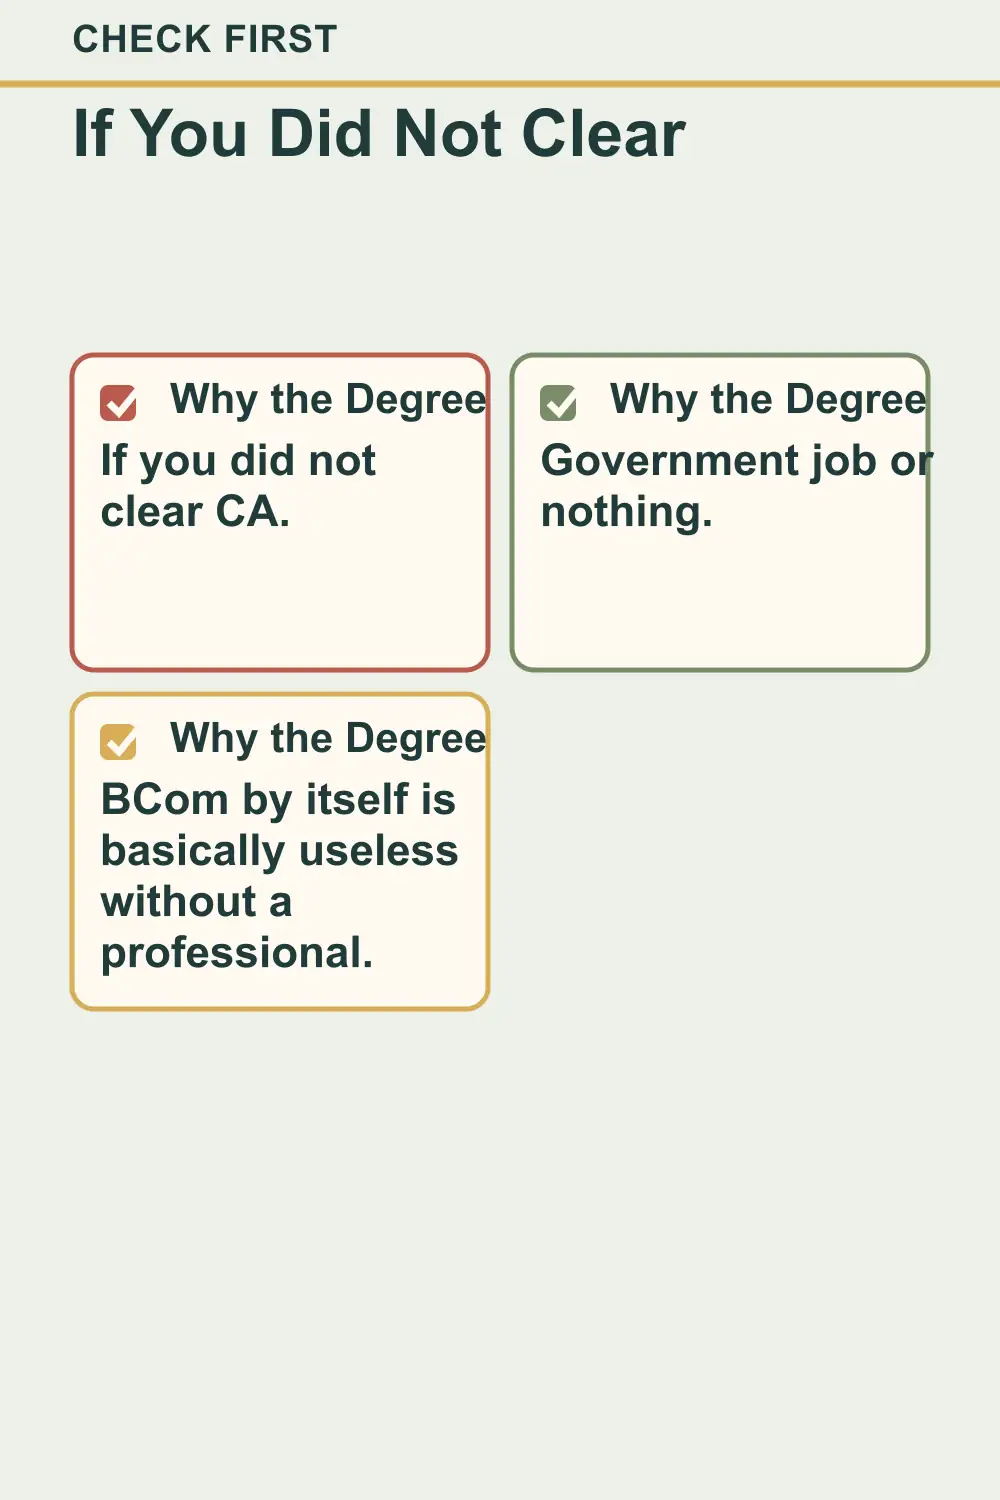 CHECK FIRST
If You Did Not Clear
Why the Degree
If you did not
clear CA.
Why the Degree
Government job or
nothing.
Why the Degree
BCom by itself is
basically useless
without a
professional.